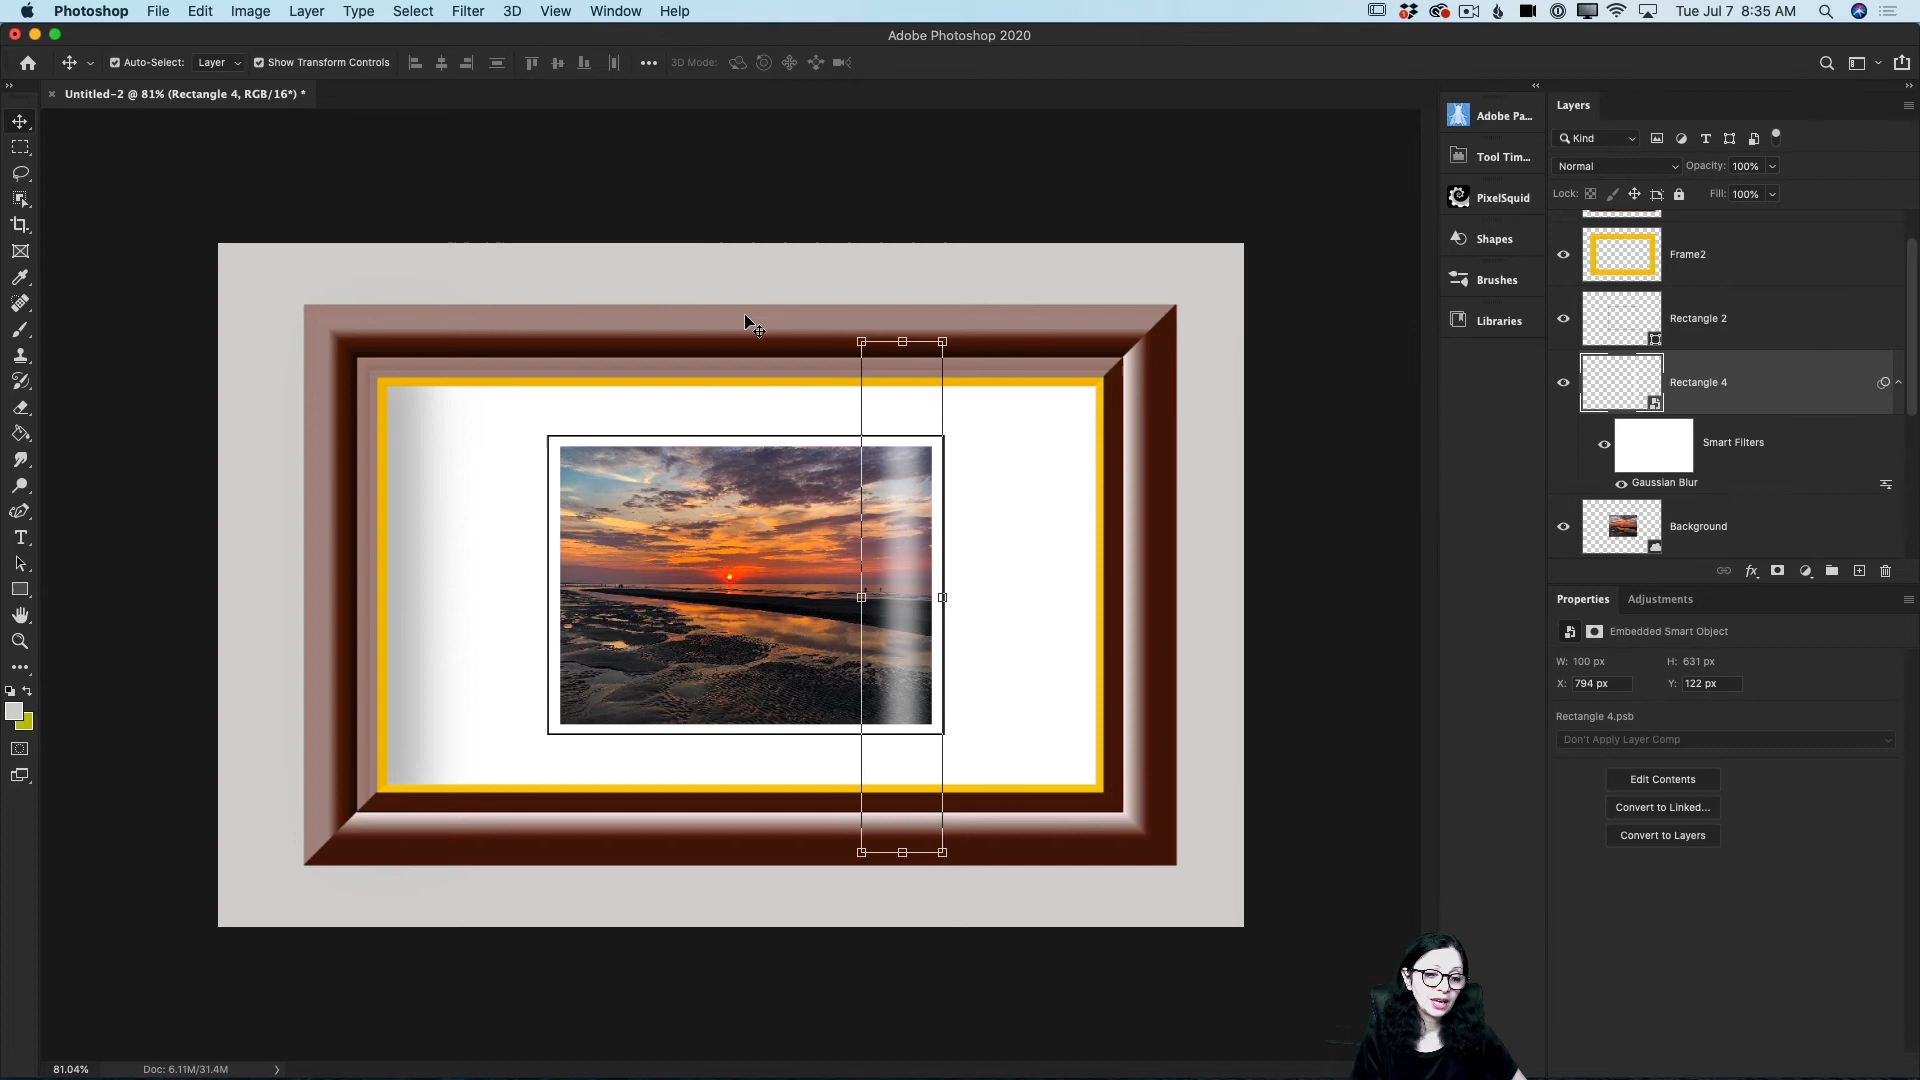 Photoshop File Edit Image Layer Type Select Filter 3D View Window Help Tue Jul 7 8:35 AM
Adobe Photoshop 2020
Auto-Select: Layer Show Transform Controls 3D Mode:
Untitled-2 @ 81% (Rectangle 4, RGB/16*) *
Adobe Pa...
Tool Tim...
PixelSquid
Shapes
Brushes
Libraries
Layers
Kind
Normal Opacity: 100%
Lock: Fill: 100%
Frame2
Rectangle 2
Rectangle 4
Smart Filters
Gaussian Blur
Background
fx
Properties Adjustments
Embedded Smart Object
W: 100 px H: 631 px
X: 794 px Y: 122 px
Rectangle 4.psb
Don't Apply Layer Comp
Edit Contents
Convert to Linked...
Convert to Layers
81.04% Doc: 6.11M/31.4M